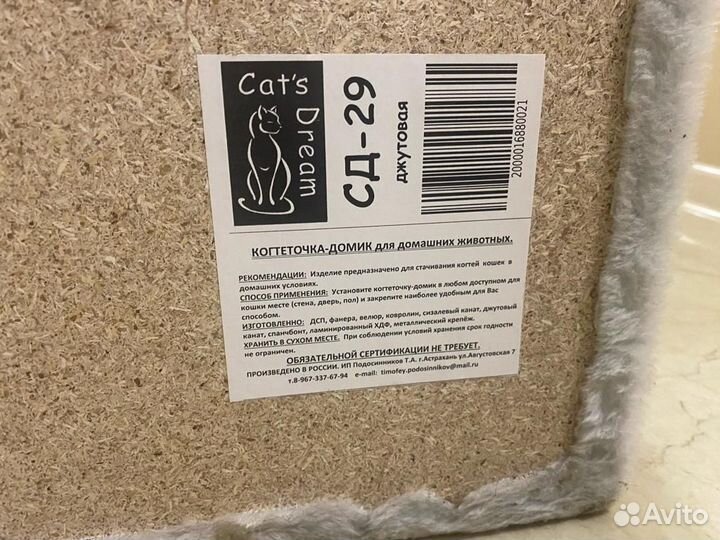 Cat's
Dream
СД-29
джутовая
2000016880021
КОГТЕТОЧКА-ДОМИК для домашних животных.
РЕКОМЕНДАЦИИ: Изделие предназначено для стачивания когтей кошек в
домашних условиях.
СПОСОБ ПРИМЕНЕНИЯ: Установите когтеточку-домик в любом доступном для
кошки месте (стена, дверь, пол) и закрепите наиболее удобным для Вас
способом.
ИЗГОТОВЛЕННО: ДСП, фанера, велюр, ковролин, сизалевый канат, джутовый
канат, спанчбонт, ламинированный ХДФ, металлический крепёж.
ХРАНИТЬ В СУХОМ МЕСТЕ. При соблюдении условий хранения срок годности
не ограничен.
ОБЯЗАТЕЛЬНОЙ СЕРТИФИКАЦИИ НЕ ТРЕБУЕТ.
ПРОИЗВЕДЕНО В РОССИИ. ИП Подосинников Т.А. г.Астрахань ул.Августовская 7
т.8-967-337-67-94 e-mail: timofey.podosinnikov@mail.ru
Avito